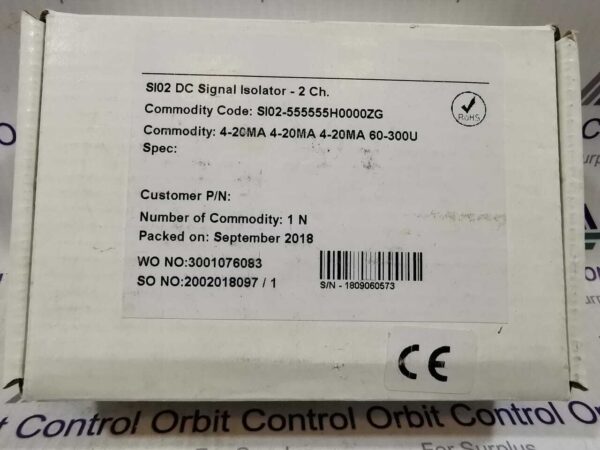 SI02 DC Signal Isolator - 2 Ch.
Commodity Code: SI02-555555H0000ZG
RoHS
Commodity: 4-20MA 4-20MA 4-20MA 60-300U
Spec:
Customer P/N:
Number of Commodity: 1 N
Packed on: September 2018
WO NO:3001076083
SO NO:2002018097 / 1
S/N - 1809060573
CE
Control Orbit Control Orbit Control Orbit
For Surplus